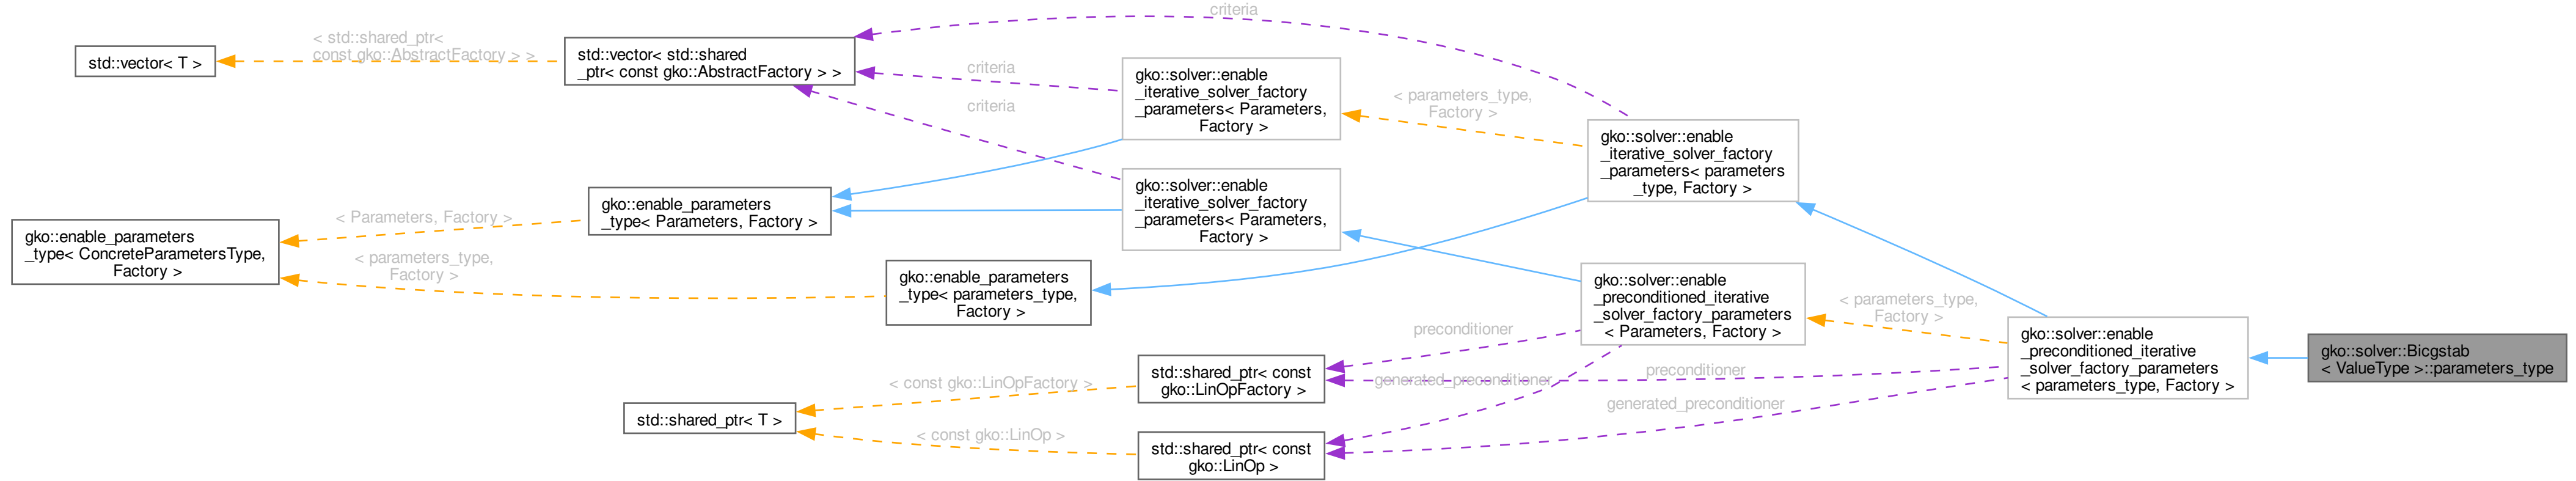 criteria
< std::shared_ptr<
const gko::AbstractFactory > >
std::vector< T >
std::vector< std::shared
_ptr< const gko::AbstractFactory > >
criteria
criteria
gko::solver::enable
_iterative_solver_factory
_parameters< Parameters,
Factory >
< parameters_type,
Factory >
gko::solver::enable
_iterative_solver_factory
_parameters< parameters
_type, Factory >
gko::solver::enable
_iterative_solver_factory
_parameters< Parameters,
Factory >
gko::enable_parameters
_type< Parameters, Factory >
< Parameters, Factory >
gko::enable_parameters
_type< ConcreteParametersType,
Factory >
< parameters_type,
Factory >
gko::enable_parameters
_type< parameters_type,
Factory >
gko::solver::enable
_preconditioned_iterative
_solver_factory_parameters
< Parameters, Factory >
< parameters_type,
Factory >
gko::solver::enable
_preconditioned_iterative
_solver_factory_parameters
< parameters_type, Factory >
gko::solver::Bicgstab
< ValueType >::parameters_type
preconditioner
generated_preconditioner
preconditioner
generated_preconditioner
std::shared_ptr< const
gko::LinOpFactory >
< const gko::LinOpFactory >
std::shared_ptr< T >
< const gko::LinOp >
std::shared_ptr< const
gko::LinOp >